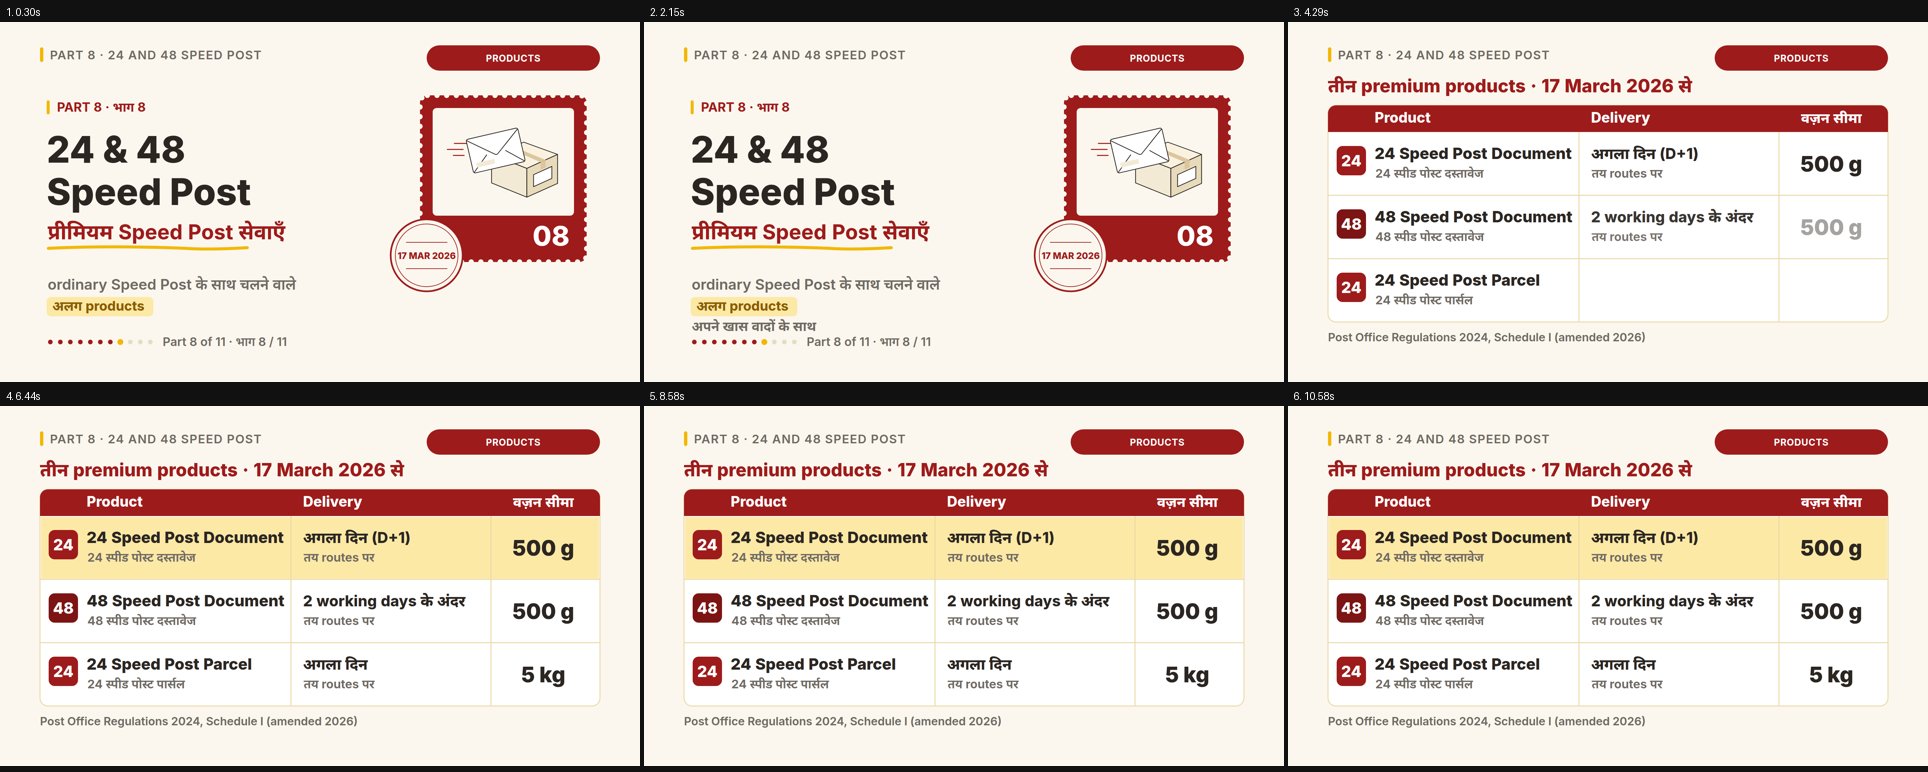 1. 0.30s
PART 8 · 24 AND 48 SPEED POST
PRODUCTS
PART 8 · भाग 8
24 & 48
Speed Post
प्रीमियम Speed Post सेवाएँ
08
17 MAR 2026
ordinary Speed Post के साथ चलने वाले
अलग products
Part 8 of 11 · भाग 8 / 11
2. 2.15s
PART 8 · 24 AND 48 SPEED POST
PRODUCTS
PART 8 · भाग 8
24 & 48
Speed Post
प्रीमियम Speed Post सेवाएँ
08
17 MAR 2026
ordinary Speed Post के साथ चलने वाले
अलग products
अपने खास वादों के साथ
Part 8 of 11 · भाग 8 / 11
3. 4.29s
PART 8 · 24 AND 48 SPEED POST
PRODUCTS
तीन premium products · 17 March 2026 से
Product Delivery वज़न सीमा
24 24 Speed Post Document अगला दिन (D+1) 500 g
24 स्पीड पोस्ट दस्तावेज तय routes पर
48 48 Speed Post Document 2 working days के अंदर 500 g
48 स्पीड पोस्ट दस्तावेज तय routes पर
24 24 Speed Post Parcel
24 स्पीड पोस्ट पार्सल
Post Office Regulations 2024, Schedule I (amended 2026)
4. 6.44s
PART 8 · 24 AND 48 SPEED POST
PRODUCTS
तीन premium products · 17 March 2026 से
Product Delivery वज़न सीमा
24 24 Speed Post Document अगला दिन (D+1) 500 g
24 स्पीड पोस्ट दस्तावेज तय routes पर
48 48 Speed Post Document 2 working days के अंदर 500 g
48 स्पीड पोस्ट दस्तावेज तय routes पर
24 24 Speed Post Parcel अगला दिन 5 kg
24 स्पीड पोस्ट पार्सल तय routes पर
Post Office Regulations 2024, Schedule I (amended 2026)
5. 8.58s
PART 8 · 24 AND 48 SPEED POST
PRODUCTS
तीन premium products · 17 March 2026 से
Product Delivery वज़न सीमा
24 24 Speed Post Document अगला दिन (D+1) 500 g
24 स्पीड पोस्ट दस्तावेज तय routes पर
48 48 Speed Post Document 2 working days के अंदर 500 g
48 स्पीड पोस्ट दस्तावेज तय routes पर
24 24 Speed Post Parcel अगला दिन 5 kg
24 स्पीड पोस्ट पार्सल तय routes पर
Post Office Regulations 2024, Schedule I (amended 2026)
6. 10.58s
PART 8 · 24 AND 48 SPEED POST
PRODUCTS
तीन premium products · 17 March 2026 से
Product Delivery वज़न सीमा
24 24 Speed Post Document अगला दिन (D+1) 500 g
24 स्पीड पोस्ट दस्तावेज तय routes पर
48 48 Speed Post Document 2 working days के अंदर 500 g
48 स्पीड पोस्ट दस्तावेज तय routes पर
24 24 Speed Post Parcel अगला दिन 5 kg
24 स्पीड पोस्ट पार्सल तय routes पर
Post Office Regulations 2024, Schedule I (amended 2026)